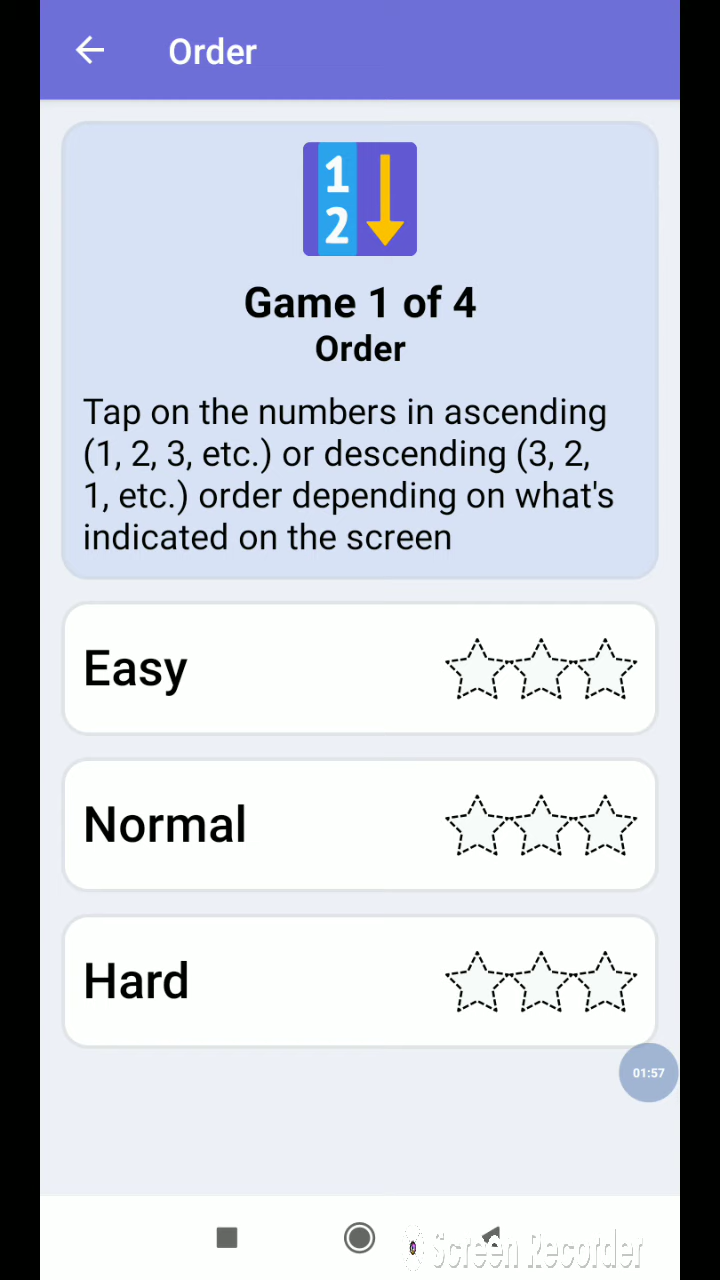 Order
1
2
Game 1 of 4
Order
Tap on the numbers in ascending
(1, 2, 3, etc.) or descending (3, 2,
1, etc.) order depending on what's
indicated on the screen
Easy
Normal
Hard
01:57
Screen Recorder